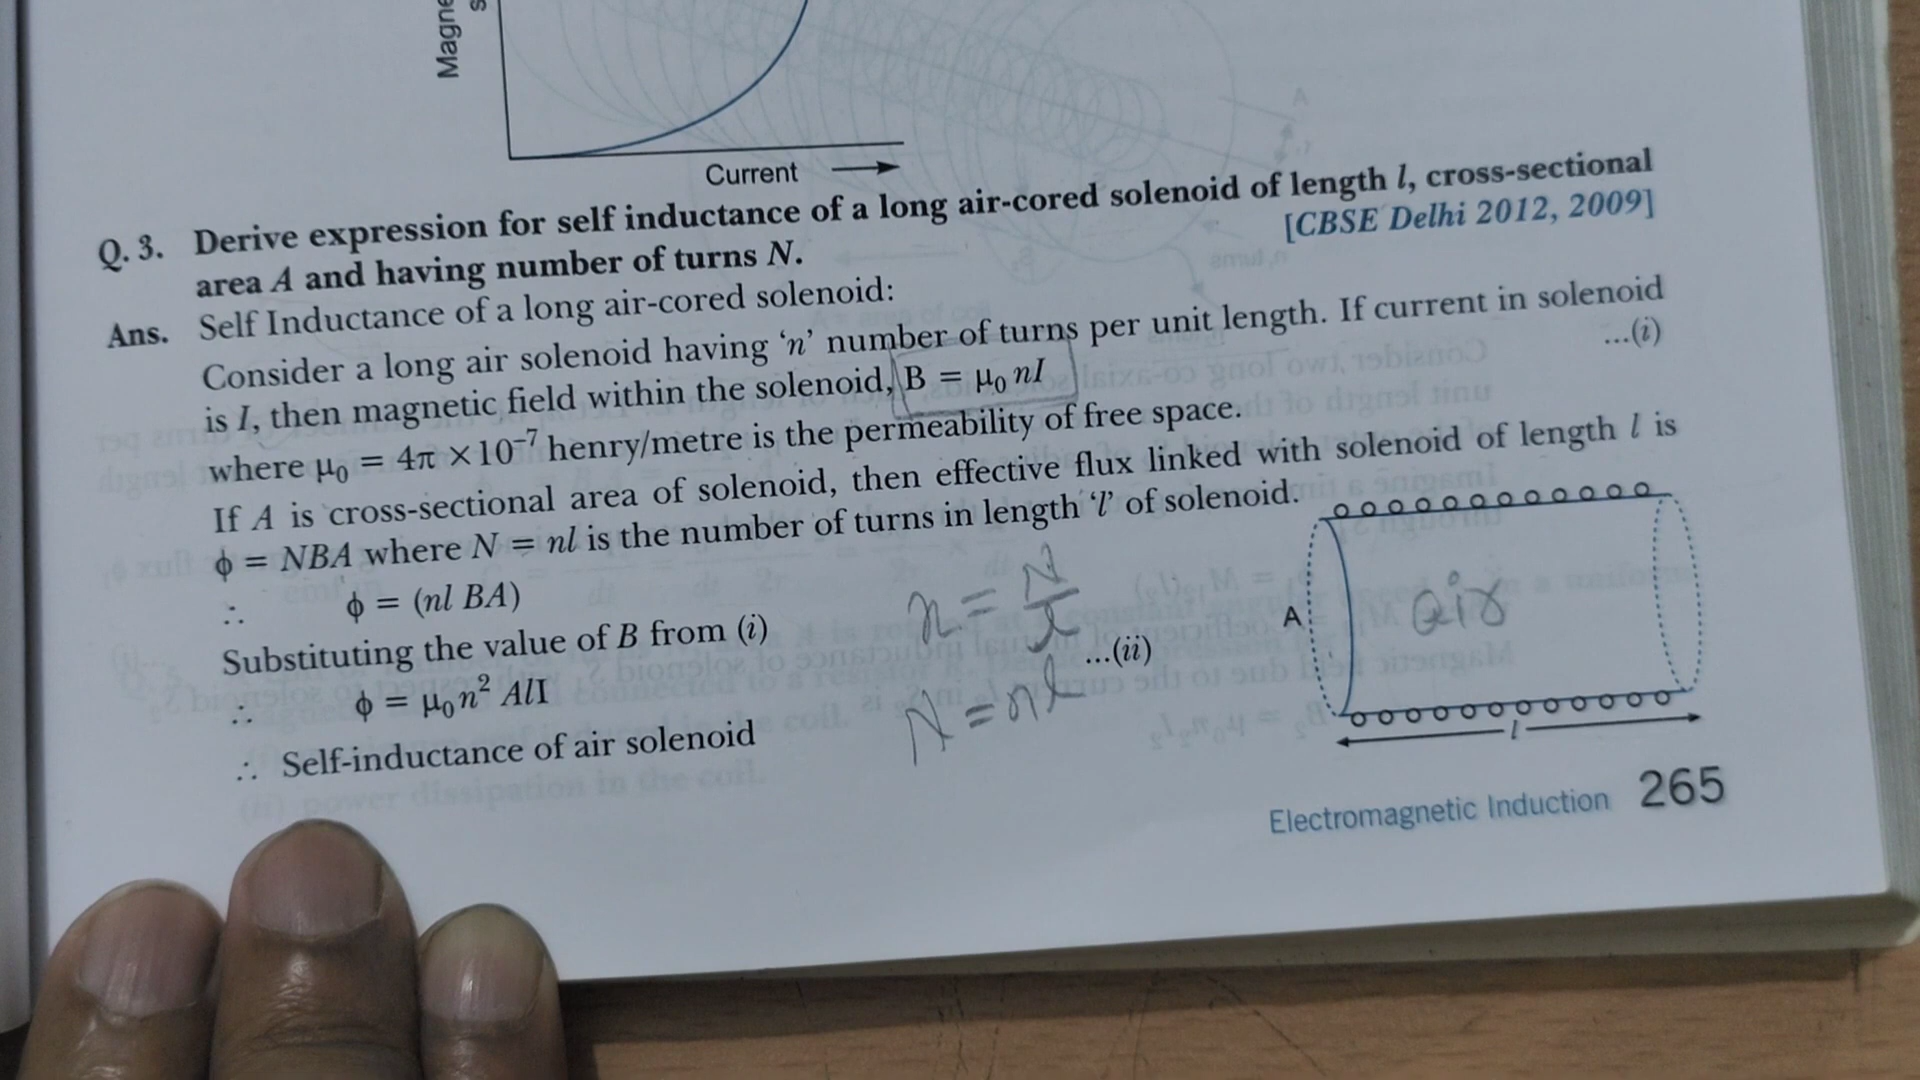 Magne
s
Current
Q. 3. Derive expression for self inductance of a long air-cored solenoid of length l, cross-sectional
area A and having number of turns N. [CBSE Delhi 2012, 2009]
Ans. Self Inductance of a long air-cored solenoid:
Consider a long air solenoid having ‘n’ number of turns per unit length. If current in solenoid
is I, then magnetic field within the solenoid, B = μ₀ nI ...(i)
where μ₀ = 4π ×10⁻⁷ henry/metre is the permeability of free space.
If A is cross-sectional area of solenoid, then effective flux linked with solenoid of length l is
ϕ = NBA where N = nl is the number of turns in length ‘l’ of solenoid.
∴ ϕ = (nl BA)
n = N/l
Substituting the value of B from (i)
∴ ϕ = μ₀n² AlI ...(ii)
N = nl
∴ Self-inductance of air solenoid
A
air
l
Electromagnetic Induction 265